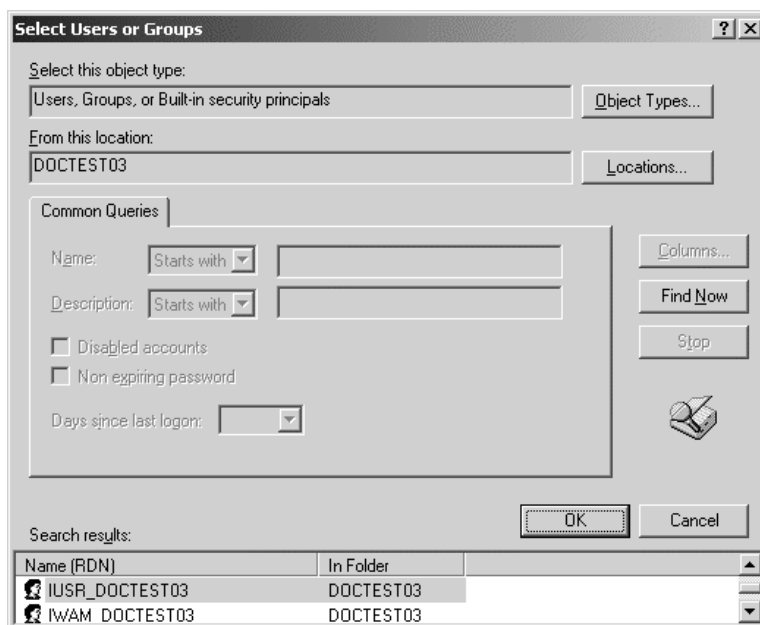 Select Users or Groups
Select this object type:
Users, Groups, or Built-in security principals
Object Types...
From this location:
DOCTEST03
Locations...
Common Queries
Name:
Starts with
Columns...
Description:
Starts with
Find Now
Disabled accounts
Stop
Non expiring password
Days since last logon:
OK
Cancel
Search results:
Name (RDN) In Folder
IUSR_DOCTEST03 DOCTEST03
IWAM_DOCTEST03 DOCTEST03